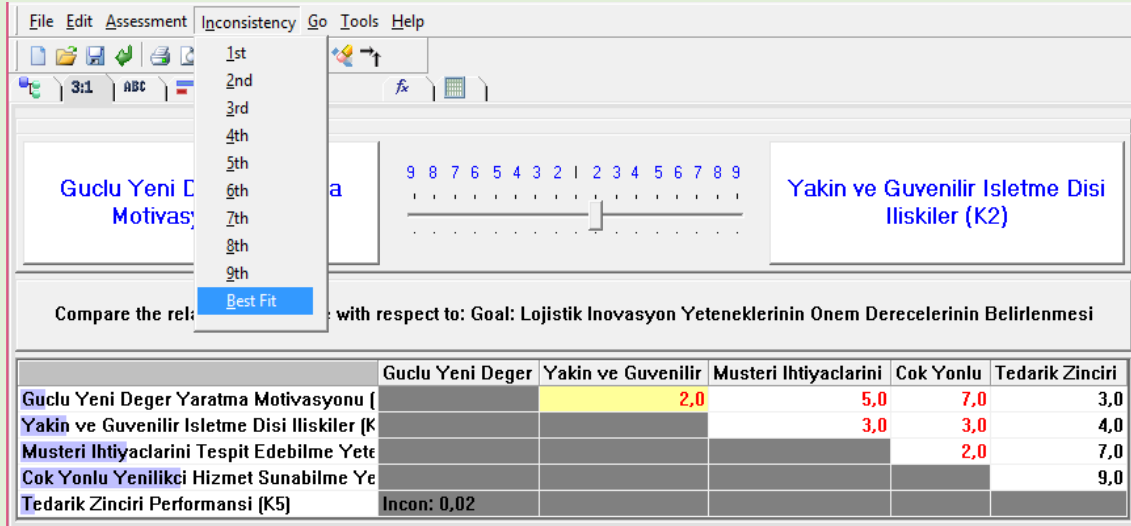 File Edit Assessment Inconsistency Go Tools Help
1st
2nd
3rd
4th
5th
6th
7th
8th
9th
Best Fit
3:1 ABC fx
Guclu Yeni D a
Motivasy
9 8 7 6 5 4 3 2 1 2 3 4 5 6 7 8 9
Yakin ve Guvenilir Isletme Disi
Iliskiler (K2)
Compare the rela with respect to: Goal: Lojistik Inovasyon Yeteneklerinin Onem Derecelerinin Belirlenmesi
Guclu Yeni Deger Yakin ve Guvenilir Musteri Ihtiyaclarini Cok Yonlu Tedarik Zinciri
Guclu Yeni Deger Yaratma Motivasyonu ( 2,0 5,0 7,0 3,0
Yakin ve Guvenilir Isletme Disi Iliskiler (K 3,0 3,0 4,0
Musteri Ihtiyaclarini Tespit Edebilme Yete 2,0 7,0
Cok Yonlu Yenilikci Hizmet Sunabilme Ye 9,0
Tedarik Zinciri Performansi (K5) Incon: 0,02